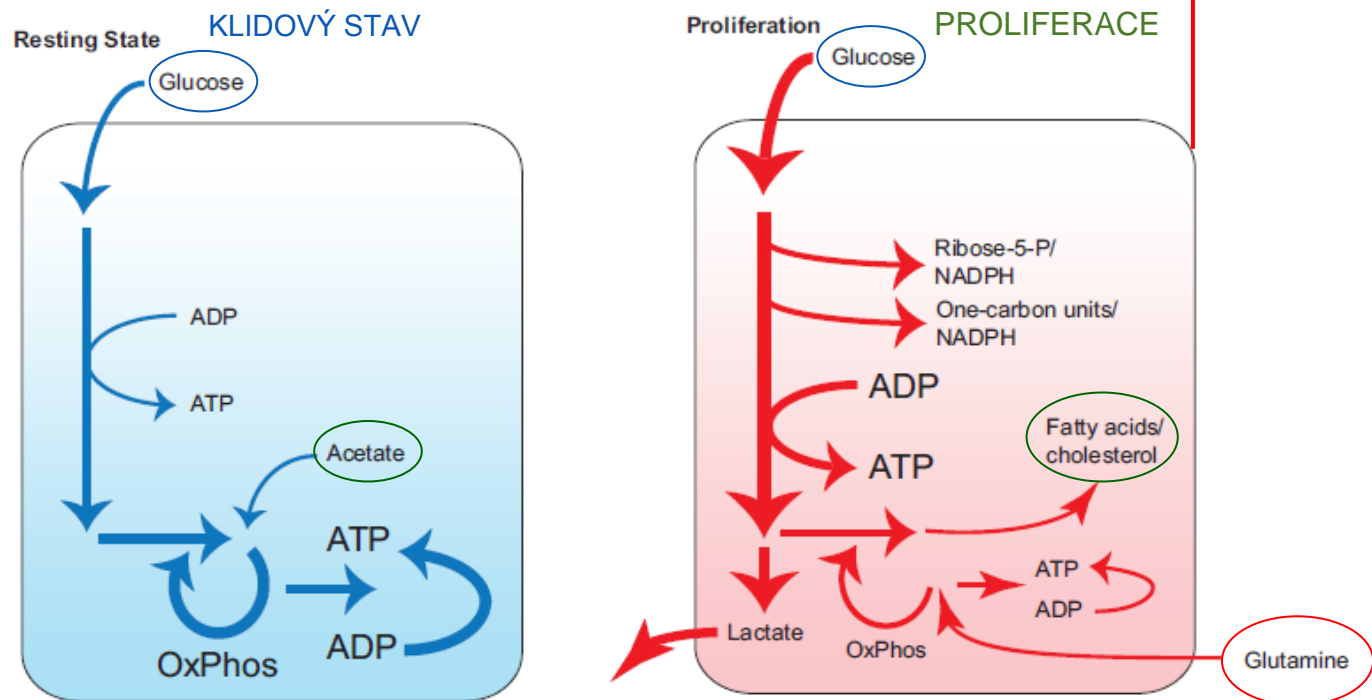 KLIDOVÝ STAV
Resting State
Glucose
ADP
ATP
Acetate
ATP
ADP
OxPhos
PROLIFERACE
Proliferation
Glucose
Ribose-5-P/
NADPH
One-carbon units/
NADPH
ADP
ATP
Fatty acids/
cholesterol
ATP
ADP
Lactate
OxPhos
Glutamine